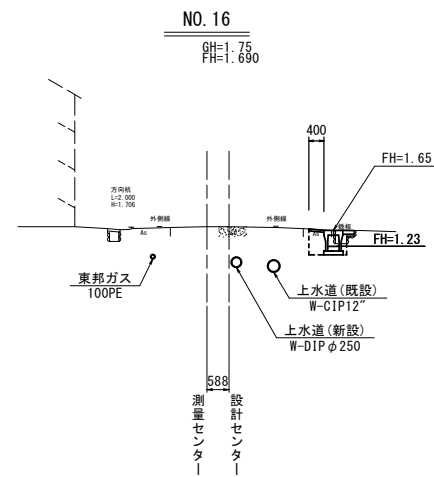 NO.16
GH=1.75
FH=1.690
400
FH=1.65
方向杭
L=2.000
H=1.706
外側線
外側線
鉄板
As
As
FH=1.23
東邦ガス
100PE
上水道(既設)
W-CIP12″
上水道(新設)
W-DIPφ250
588
測量センター
設計センター